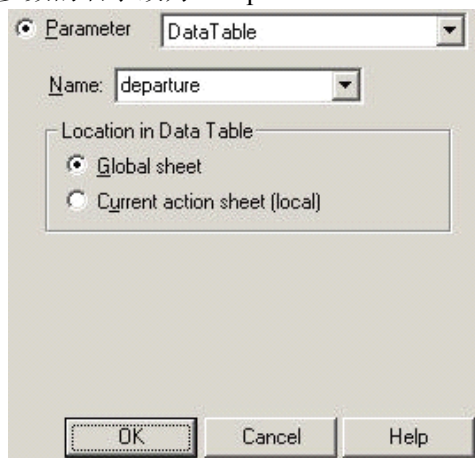 Parameter DataTable
Name: departure
Location in Data Table
Global sheet
Current action sheet (local)
OK Cancel Help